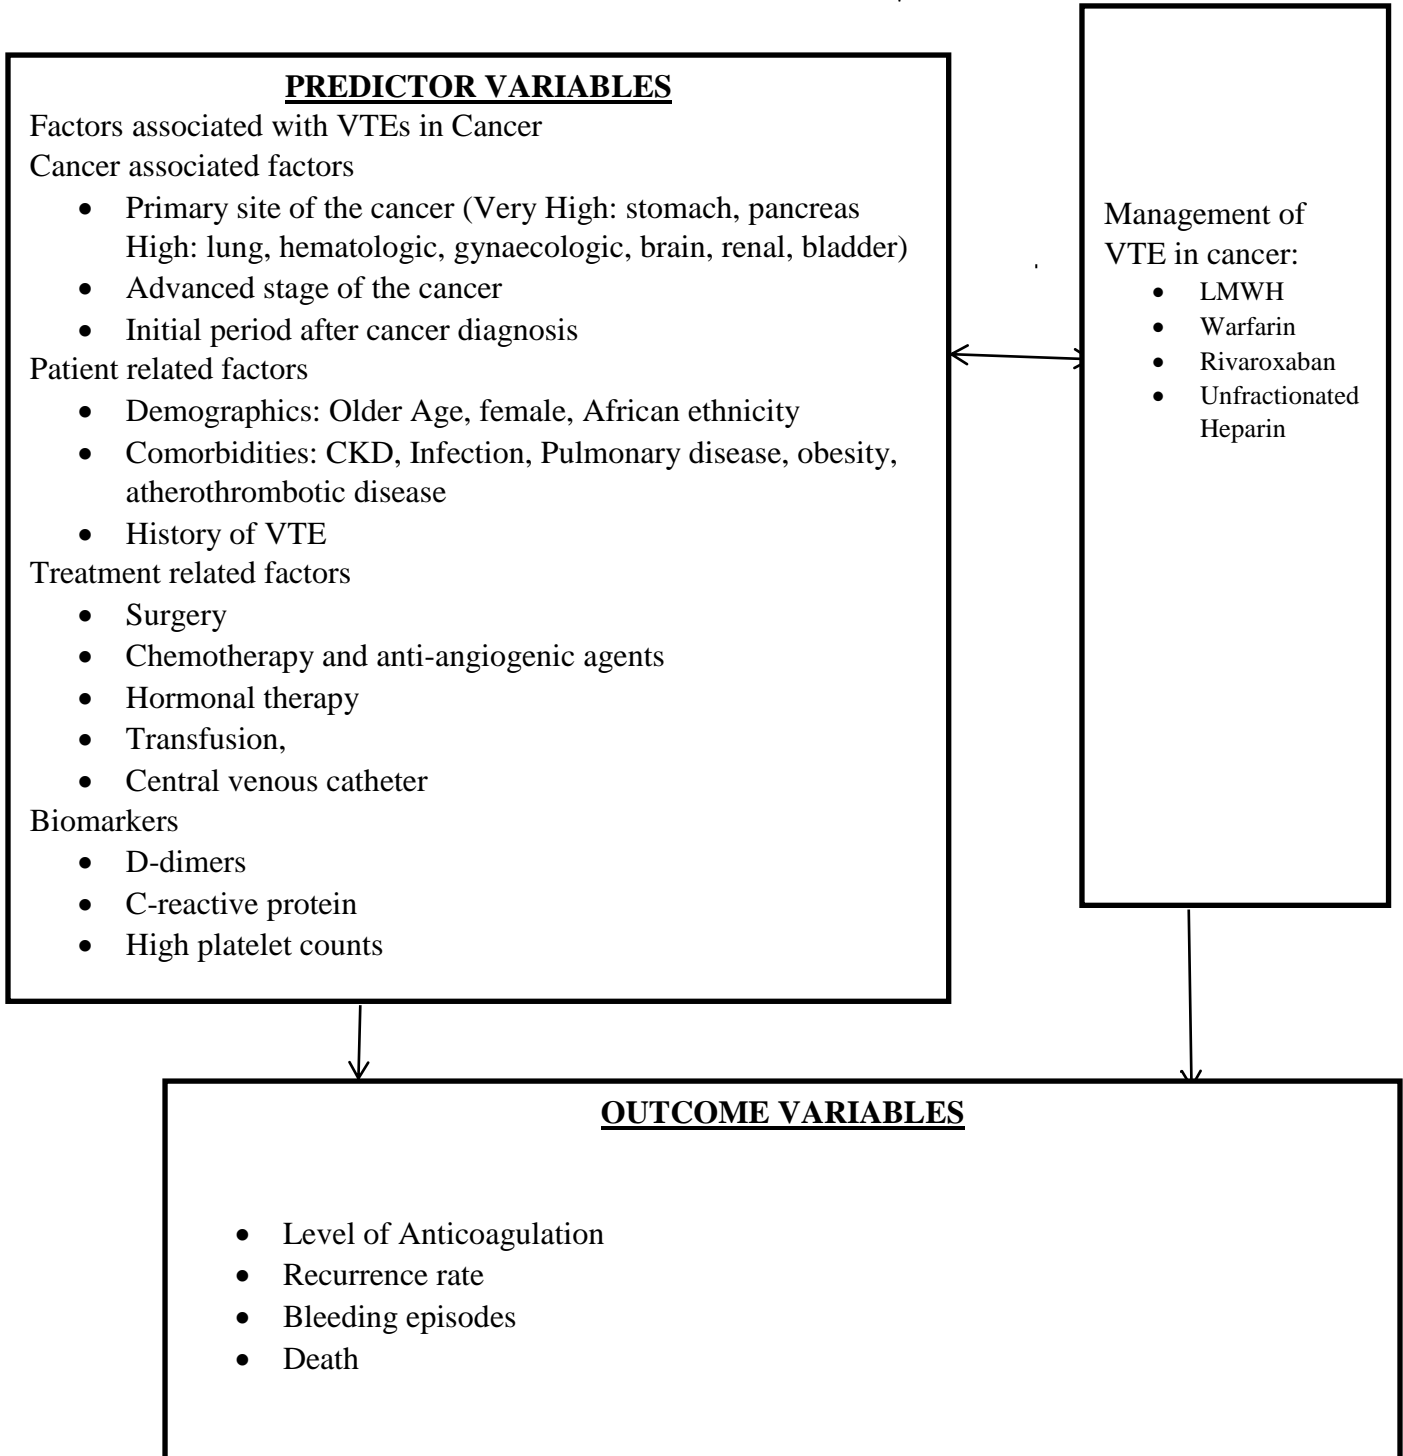 PREDICTOR VARIABLES
Factors associated with VTEs in Cancer
Cancer associated factors
• Primary site of the cancer (Very High: stomach, pancreas
High: lung, hematologic, gynaecologic, brain, renal, bladder)
• Advanced stage of the cancer
• Initial period after cancer diagnosis
Patient related factors
• Demographics: Older Age, female, African ethnicity
• Comorbidities: CKD, Infection, Pulmonary disease, obesity,
atherothrombotic disease
• History of VTE
Treatment related factors
• Surgery
• Chemotherapy and anti-angiogenic agents
• Hormonal therapy
• Transfusion,
• Central venous catheter
Biomarkers
• D-dimers
• C-reactive protein
• High platelet counts
Management of
VTE in cancer:
• LMWH
• Warfarin
• Rivaroxaban
• Unfractionated
Heparin
OUTCOME VARIABLES
• Level of Anticoagulation
• Recurrence rate
• Bleeding episodes
• Death